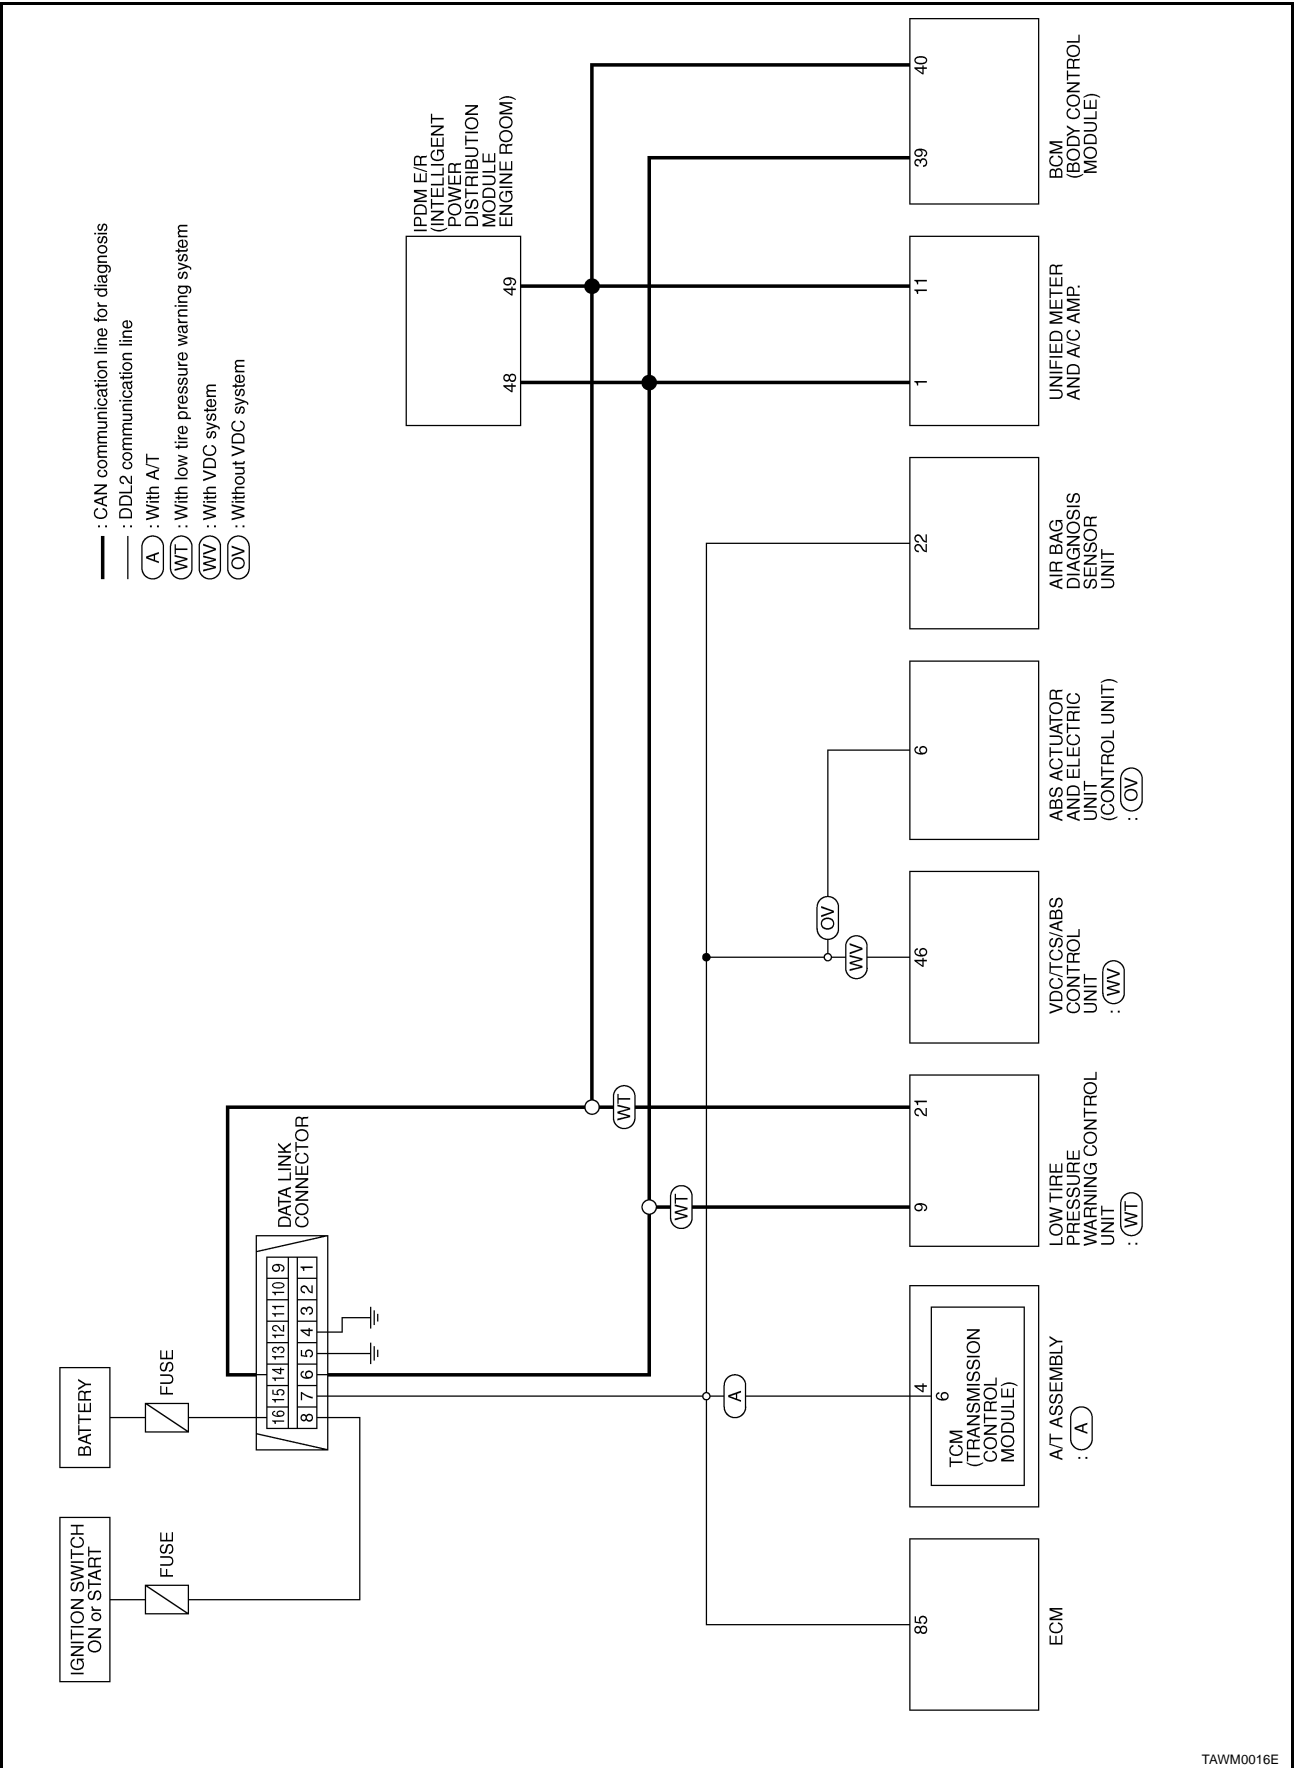 : CAN communication line for diagnosis
: DDL2 communication line
A : With A/T
WT : With low tire pressure warning system
WV : With VDC system
OV : Without VDC system
IGNITION SWITCH
ON or START
BATTERY
FUSE
FUSE
DATA LINK
CONNECTOR
16 15 14 13 12 11 10 9
8 7 6 5 4 3 2 1
IPDM E/R
(INTELLIGENT
POWER
DISTRIBUTION
MODULE
ENGINE ROOM)
48
49
WT
WT
A
OV
WV
85
ECM
4
6
TCM
(TRANSMISSION
CONTROL
MODULE)
A/T ASSEMBLY
: A
9
21
LOW TIRE
PRESSURE
WARNING CONTROL
UNIT
: WT
46
VDC/TCS/ABS
CONTROL
UNIT
: WV
6
ABS ACTUATOR
AND ELECTRIC
UNIT
(CONTROL UNIT)
: OV
22
AIR BAG
DIAGNOSIS
SENSOR
UNIT
1
11
UNIFIED METER
AND A/C AMP.
39
40
BCM
(BODY CONTROL
MODULE)
TAWM0016E